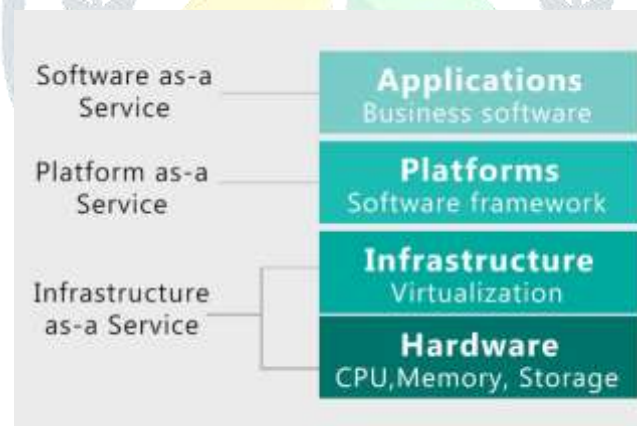 Software as-a
Service
Applications
Business software
Platform as-a
Service
Platforms
Software framework
Infrastructure
as-a Service
Infrastructure
Virtualization
Hardware
CPU,Memory, Storage